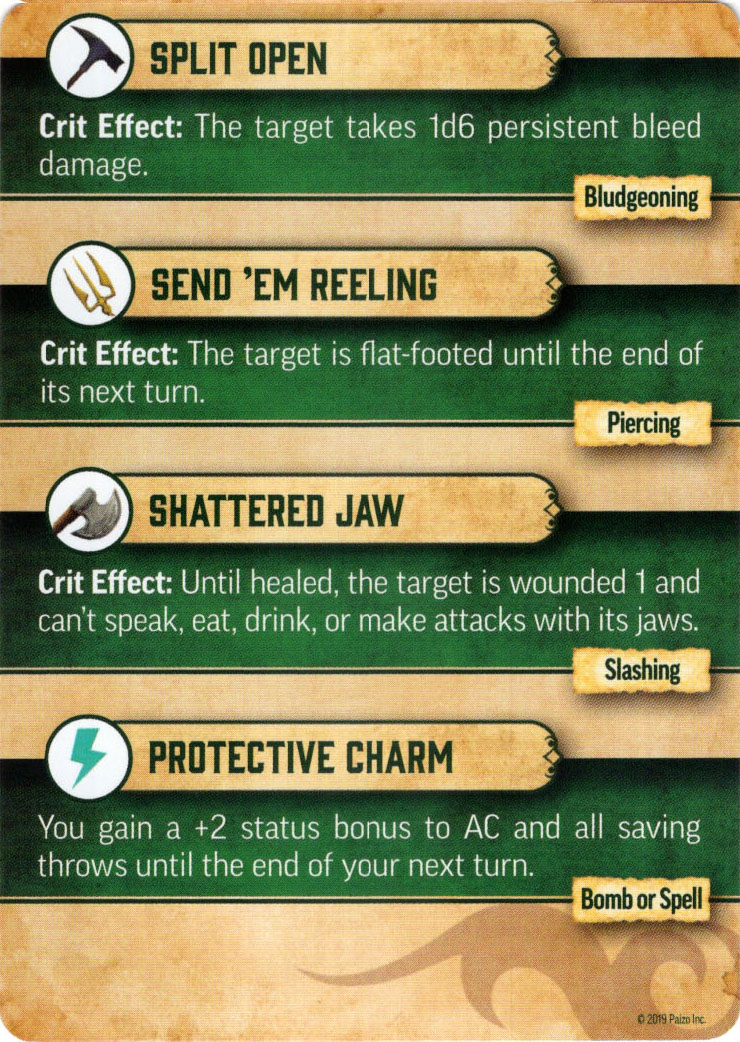 SPLIT OPEN
Crit Effect: The target takes 1d6 persistent bleed
damage.
Bludgeoning
SEND ’EM REELING
Crit Effect: The target is flat-footed until the end of
its next turn.
Piercing
SHATTERED JAW
Crit Effect: Until healed, the target is wounded 1 and
can’t speak, eat, drink, or make attacks with its jaws.
Slashing
PROTECTIVE CHARM
You gain a +2 status bonus to AC and all saving
throws until the end of your next turn.
Bomb or Spell
© 2019 Paizo Inc.